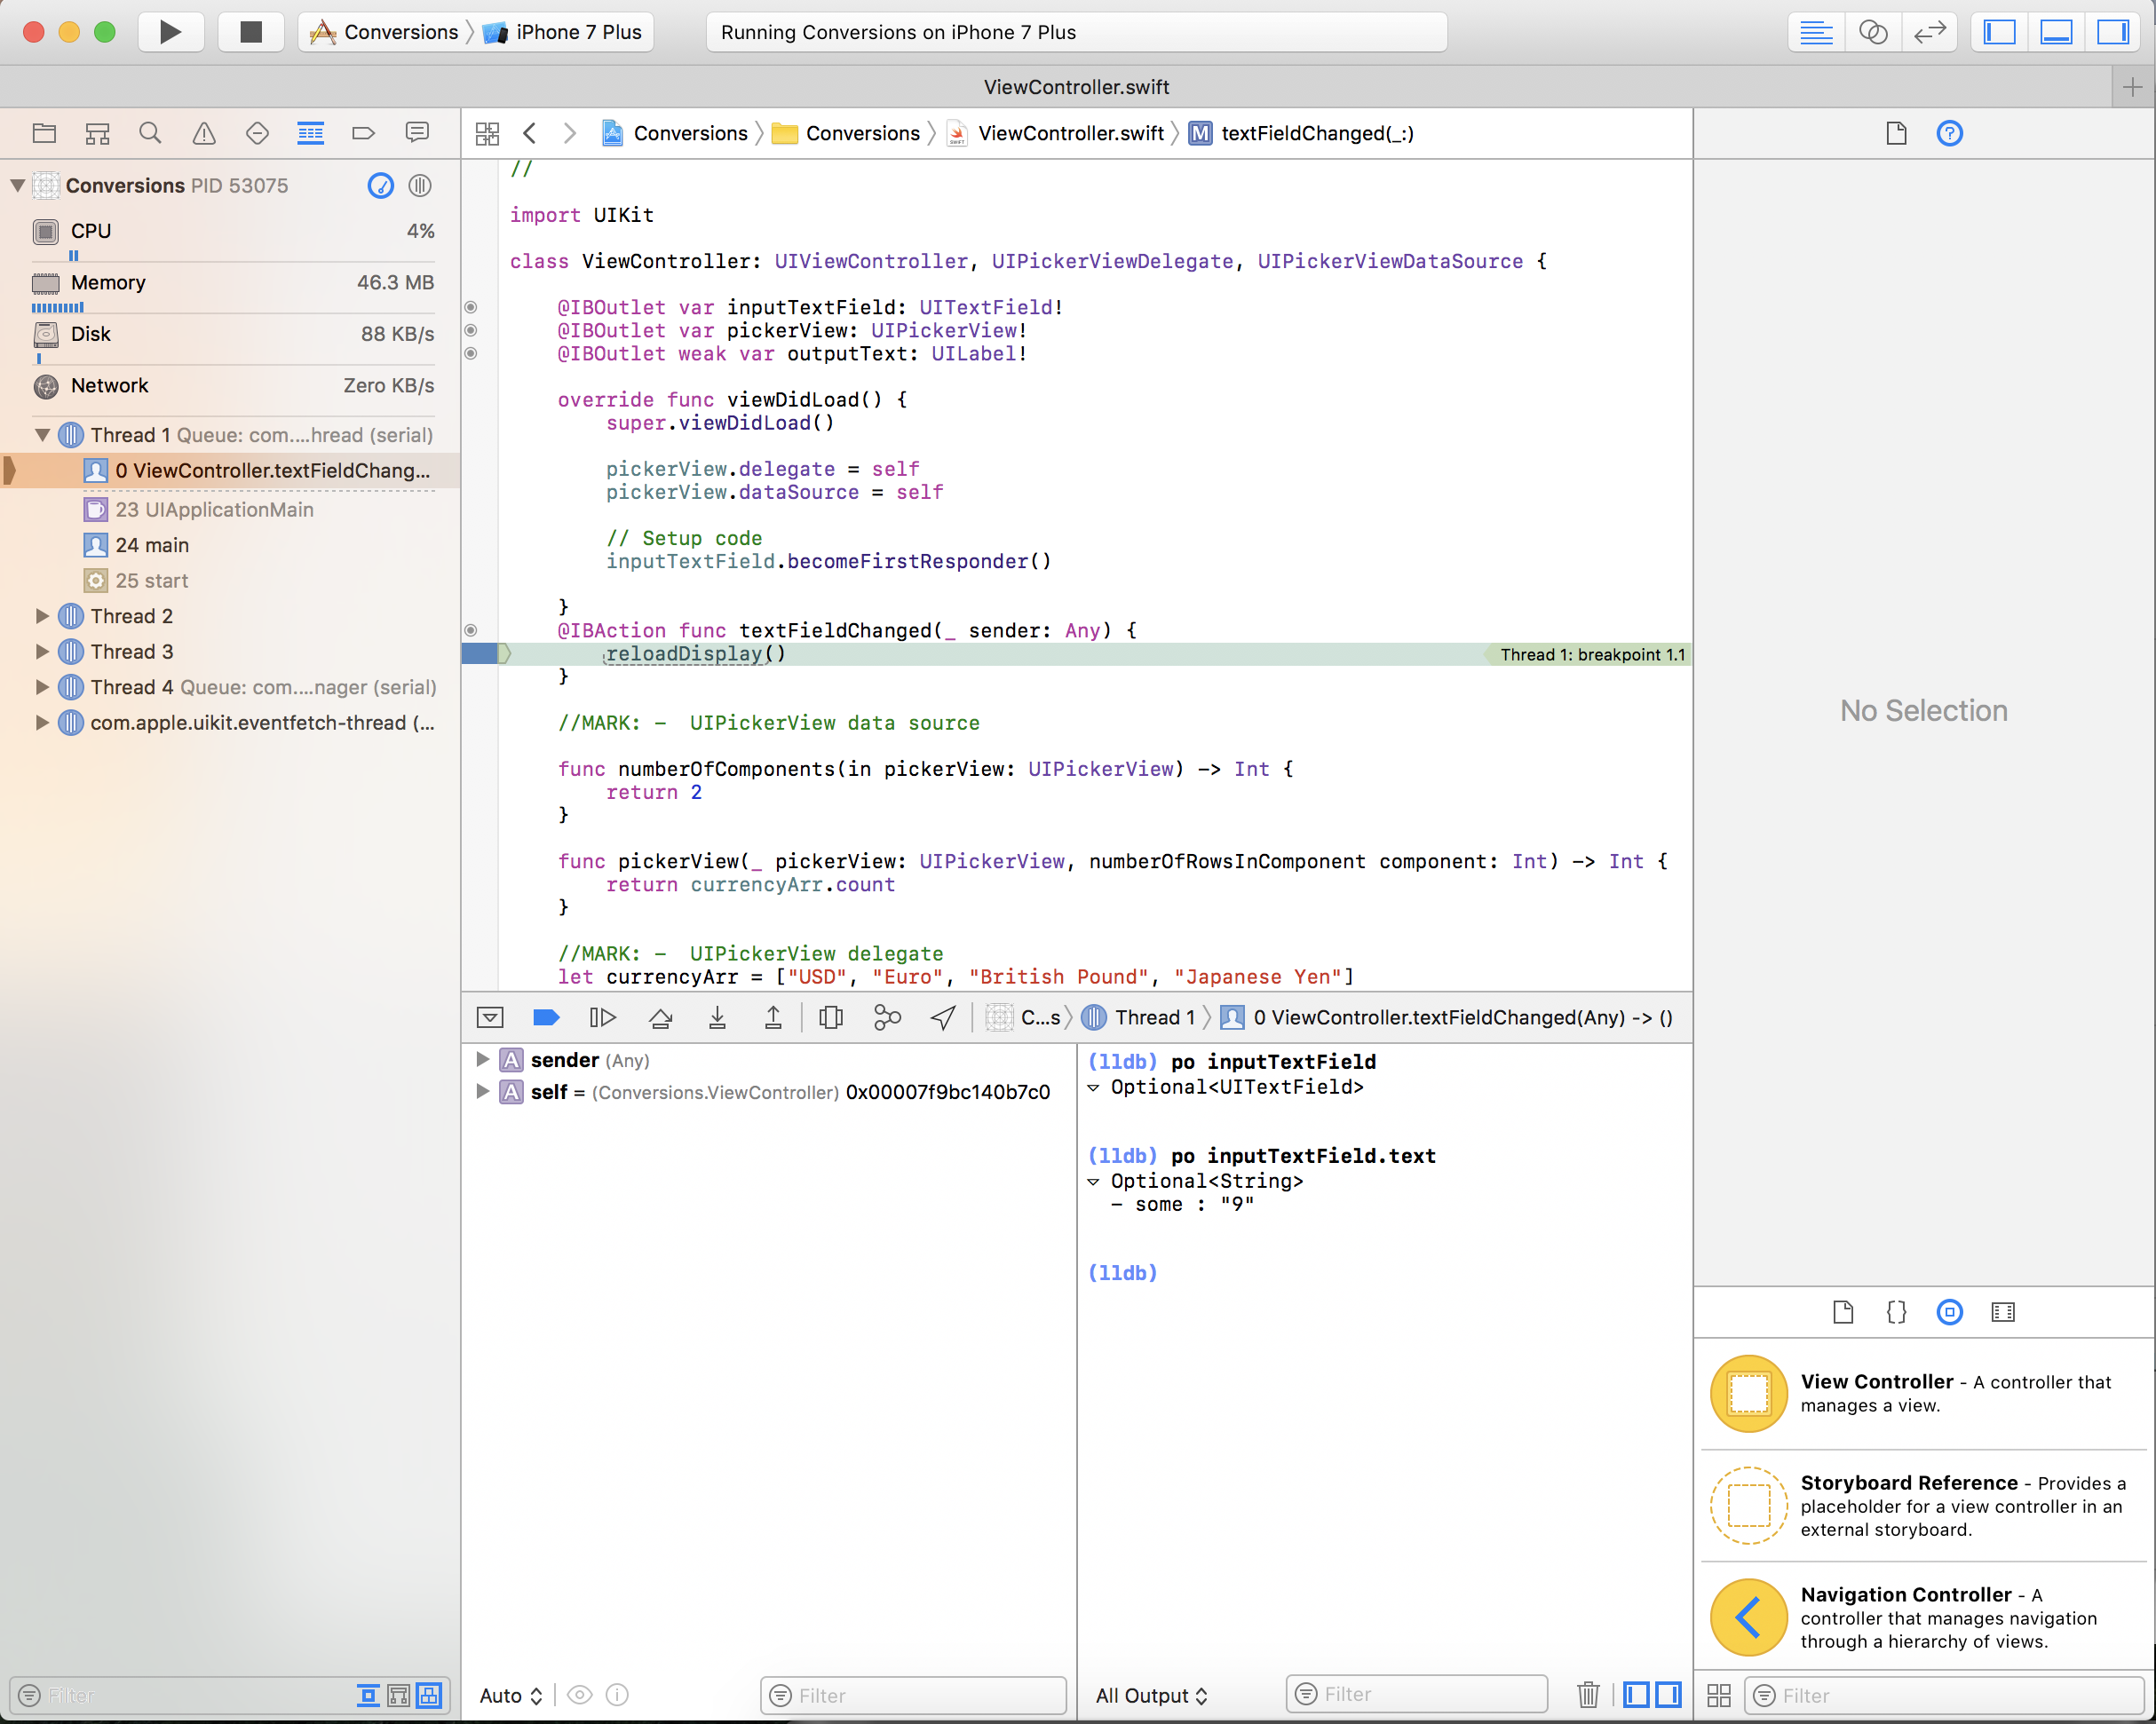 Conversions iPhone 7 Plus
Running Conversions on iPhone 7 Plus
ViewController.swift
Conversions Conversions ViewController.swift M textFieldChanged(_:)
Conversions PID 53075
CPU 4%
Memory 46.3 MB
Disk 88 KB/s
Network Zero KB/s
Thread 1 Queue: com....hread (serial)
0 ViewController.textFieldChang...
23 UIApplicationMain
24 main
25 start
Thread 2
Thread 3
Thread 4 Queue: com....nager (serial)
com.apple.uikit.eventfetch-thread (...
Filter
//
import UIKit
class ViewController: UIViewController, UIPickerViewDelegate, UIPickerViewDataSource {
@IBOutlet var inputTextField: UITextField!
@IBOutlet var pickerView: UIPickerView!
@IBOutlet weak var outputText: UILabel!
override func viewDidLoad() {
super.viewDidLoad()
pickerView.delegate = self
pickerView.dataSource = self
// Setup code
inputTextField.becomeFirstResponder()
}
@IBAction func textFieldChanged(_ sender: Any) {
reloadDisplay() Thread 1: breakpoint 1.1
}
//MARK: - UIPickerView data source
func numberOfComponents(in pickerView: UIPickerView) -> Int {
return 2
}
func pickerView(_ pickerView: UIPickerView, numberOfRowsInComponent component: Int) -> Int {
return currencyArr.count
}
//MARK: - UIPickerView delegate
let currencyArr = ["USD", "Euro", "British Pound", "Japanese Yen"]
C...s Thread 1 0 ViewController.textFieldChanged(Any) -> ()
A sender (Any)
A self = (Conversions.ViewController) 0x00007f9bc140b7c0
Auto Filter
(lldb) po inputTextField
Optional<UITextField>
(lldb) po inputTextField.text
Optional<String>
- some : "9"
(lldb)
All Output Filter
No Selection
View Controller - A controller that
manages a view.
Storyboard Reference - Provides a
placeholder for a view controller in an
external storyboard.
Navigation Controller - A
controller that manages navigation
through a hierarchy of views.
Filter